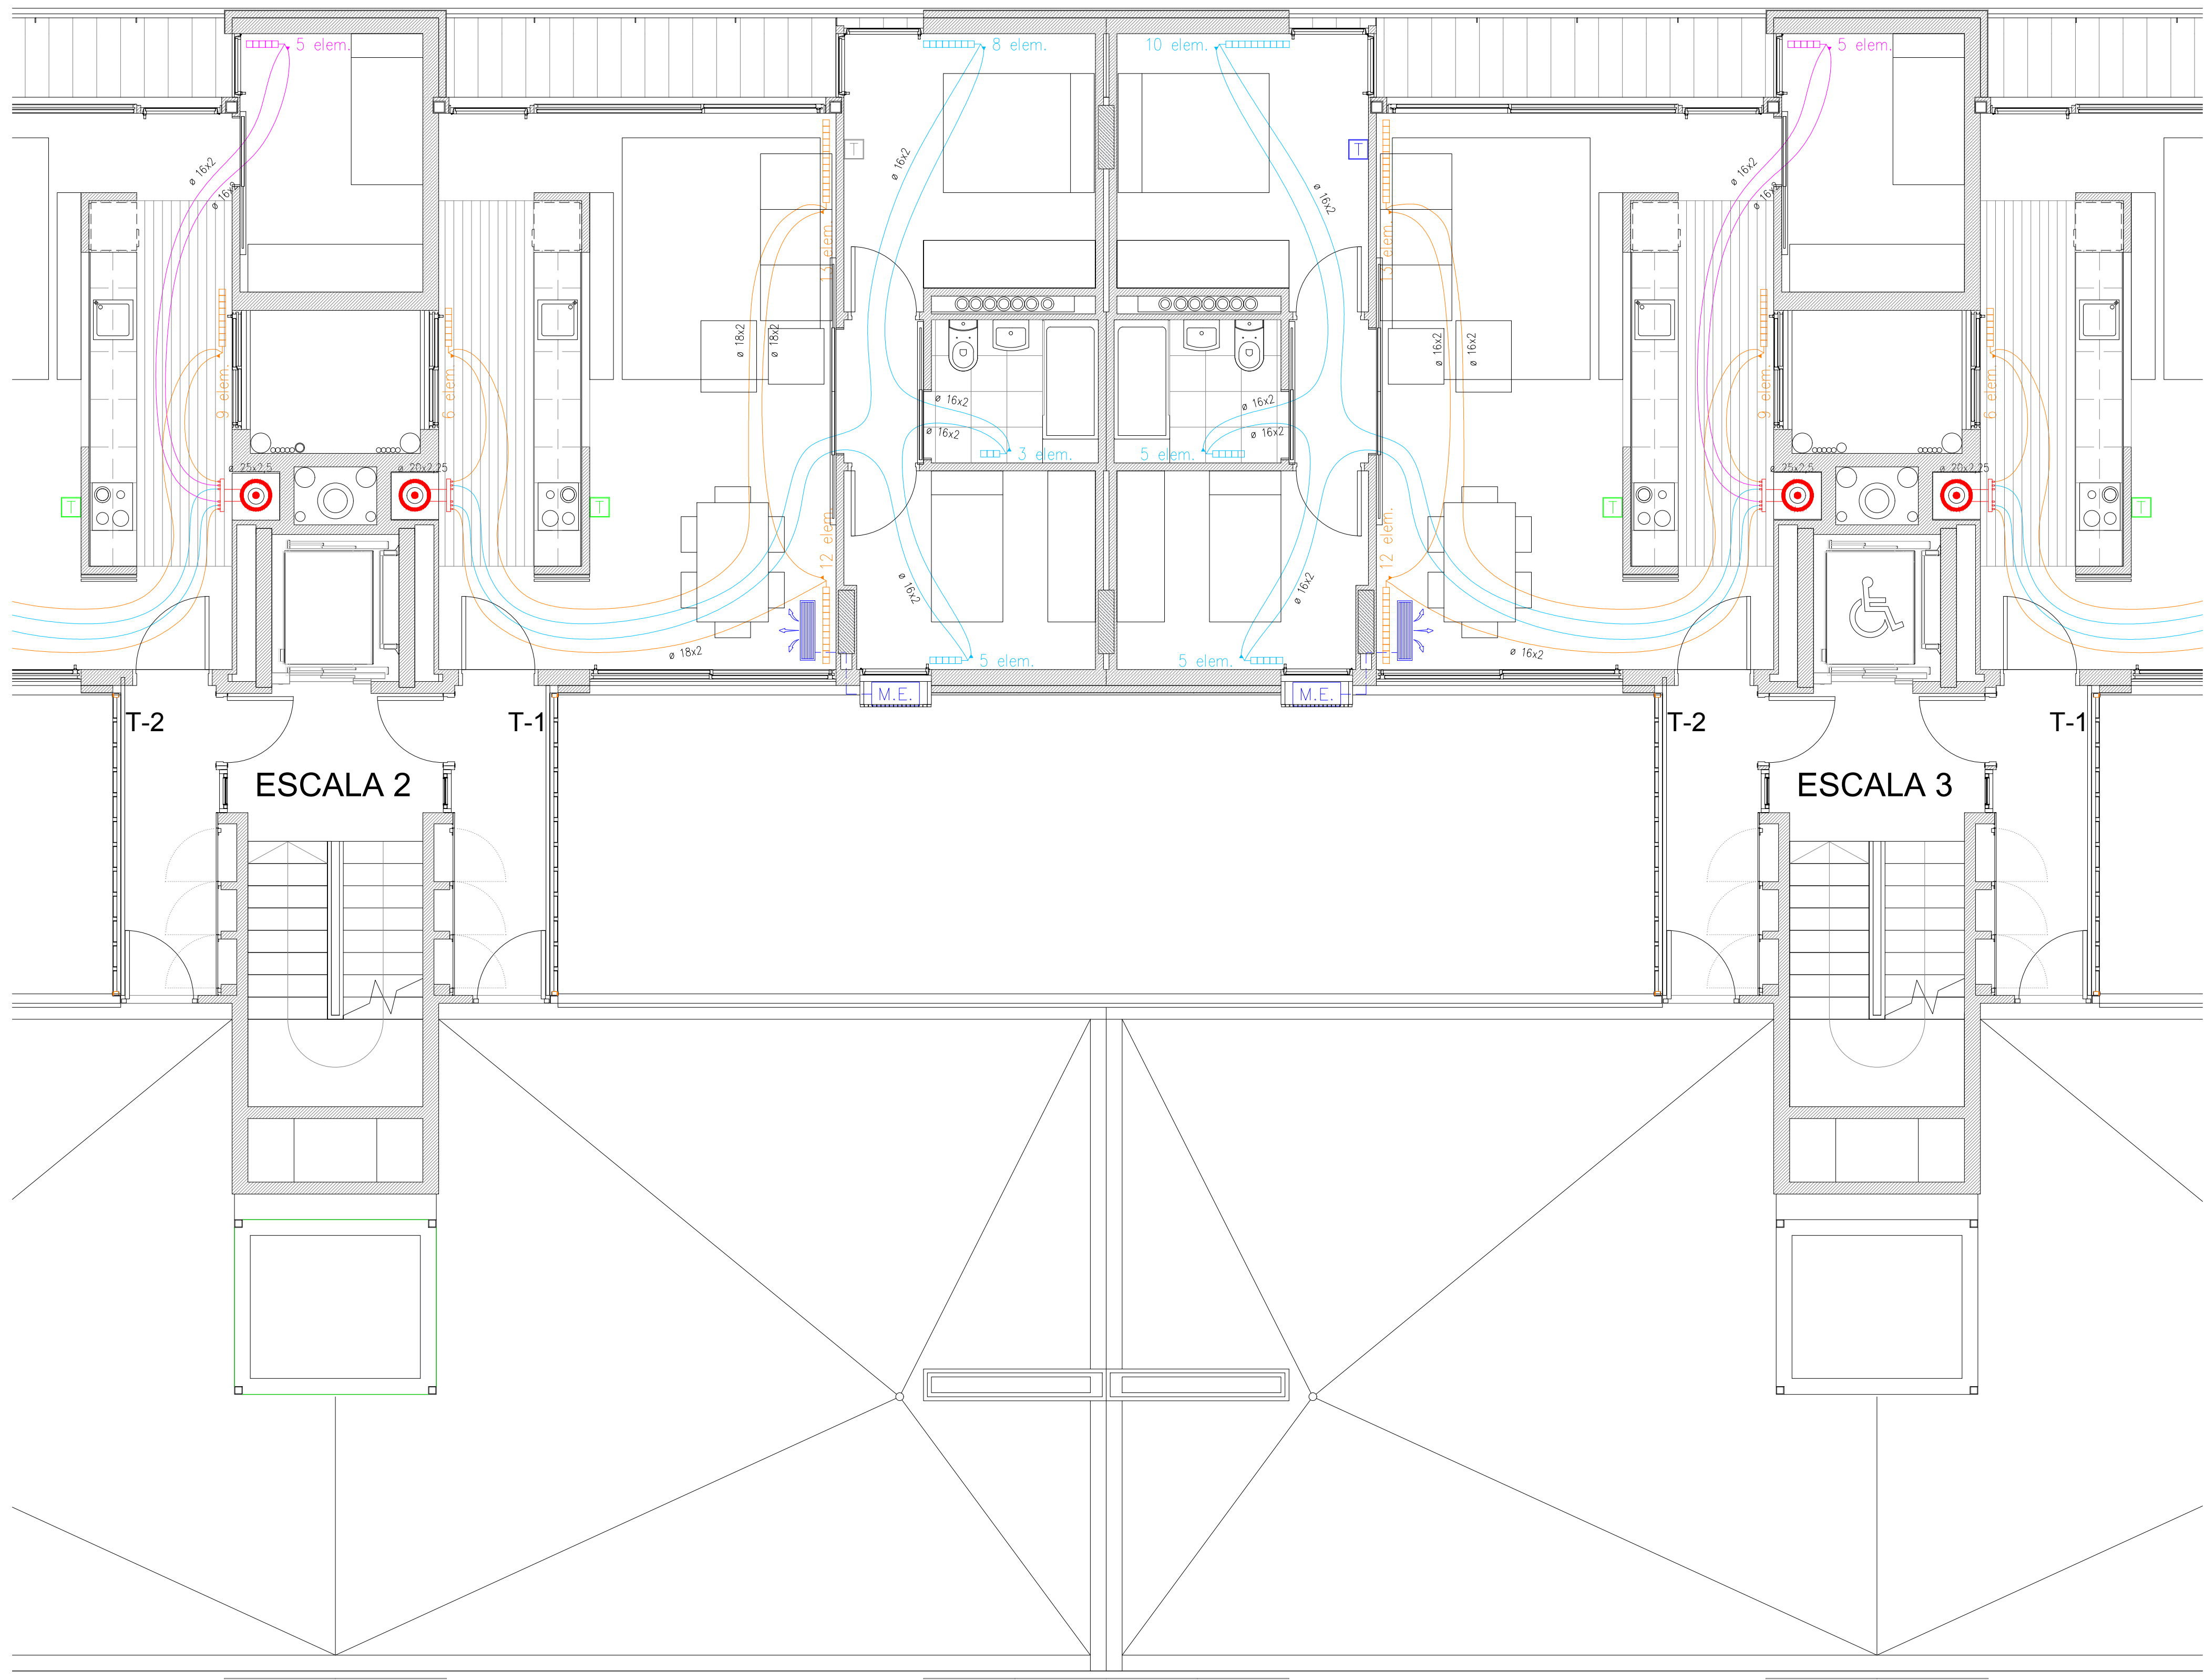 5 elem.
8 elem.
10 elem.
5 elem.
T
T
ø 16x2
ø 16x2
ø 16x2
ø 16x2
ø 16x2
ø 16x2
13 elem.
13 elem.
ø 18x2
ø 18x2
ø 16x2
ø 16x2
9 elem.
6 elem.
9 elem.
6 elem.
ø 16x2
ø 16x2
ø 16x2
ø 16x2
3 elem.
5 elem.
ø 25x2,5
ø 20x2,25
ø 25x2,5
ø 20x2,25
T
T
T
T
12 elem.
12 elem.
ø 16x2
ø 16x2
ø 18x2
ø 16x2
5 elem.
5 elem.
M.E.
M.E.
T-2
T-1
T-2
T-1
ESCALA 2
ESCALA 3